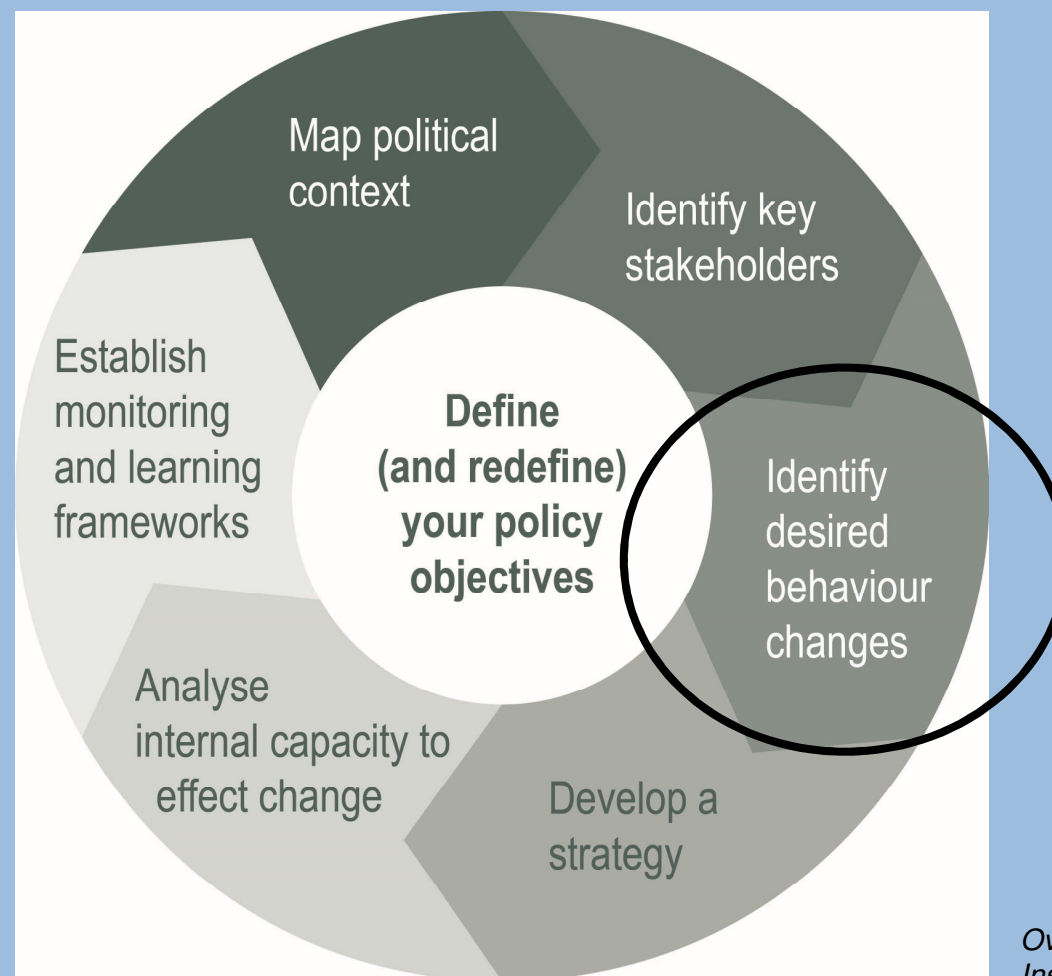 Map political
context
Identify key
stakeholders
Identify
desired
behaviour
changes
Develop a
strategy
Analyse
internal capacity to
effect change
Establish
monitoring
and learning
frameworks
Define
(and redefine)
your policy
objectives